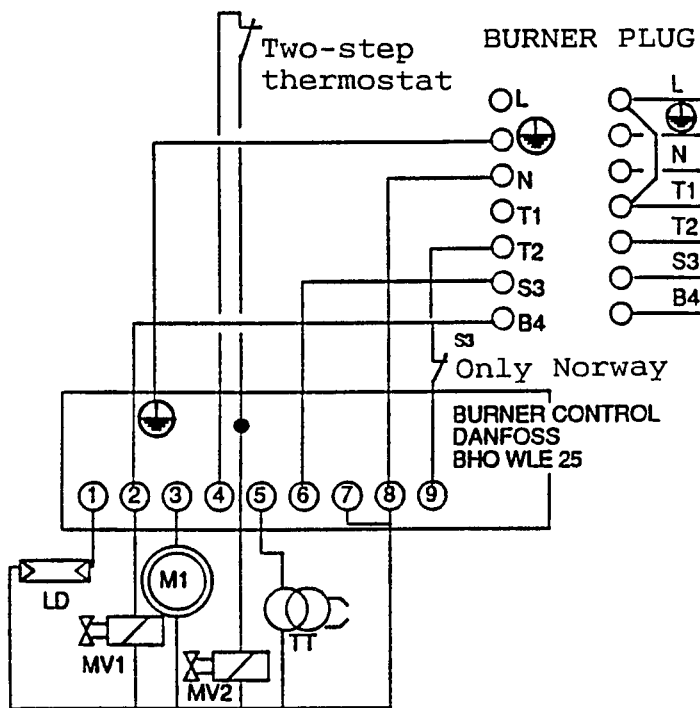 Two-step
thermostat
BURNER PLUG
L
N
T1
T2
S3
B4
L
N
T1
T2
S3
B4
S3
Only Norway
BURNER CONTROL
DANFOSS
BHO WLE 25
1 2 3 4 5 6 7 8 9
LD
M1
MV1
MV2
TT